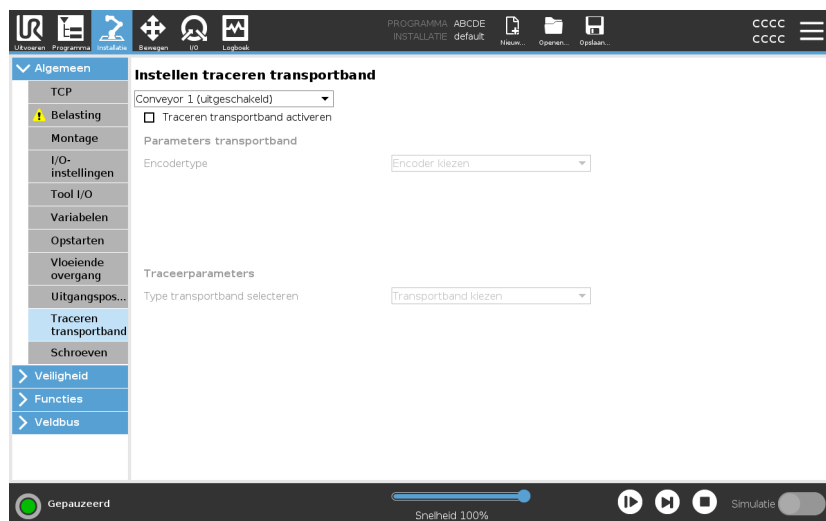 PROGRAMMA ABCDE
INSTALLATIE default
CCCC
CCCC
Uitvoeren Programma Installatie Bewegen I/O Logboek Nieuw... Openen... Opslaan...
Algemeen
TCP
Belasting
Montage
I/O-
instellingen
Tool I/O
Variabelen
Opstarten
Vloeiende
overgang
Uitgangspos...
Traceren
transportband
Schroeven
Veiligheid
Functies
Veldbus
Instellen traceren transportband
Conveyor 1 (uitgeschakeld)
Traceren transportband activeren
Parameters transportband
Encodertype Encoder kiezen
Traceerparameters
Type transportband selecteren Transportband kiezen
Gepauzeerd
Snelheid 100%
Simulatie